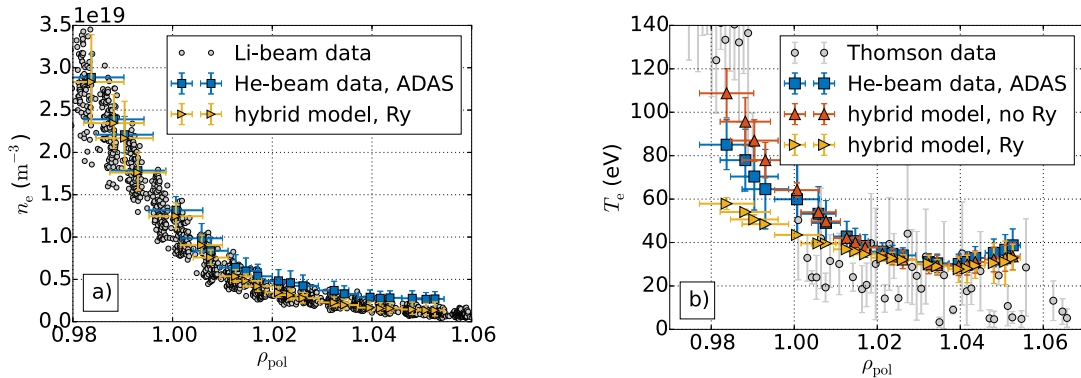 1e19
3.5
3.0
2.5
2.0
1.5
1.0
0.5
0.0
0.98 1.00 1.02 1.04 1.06
n_e (m⁻³)
ρ_pol
Li-beam data
He-beam data, ADAS
hybrid model, Ry
a)
140
120
100
80
60
40
20
0
0.98 1.00 1.02 1.04 1.06
T_e (eV)
ρ_pol
Thomson data
He-beam data, ADAS
hybrid model, no Ry
hybrid model, Ry
b)